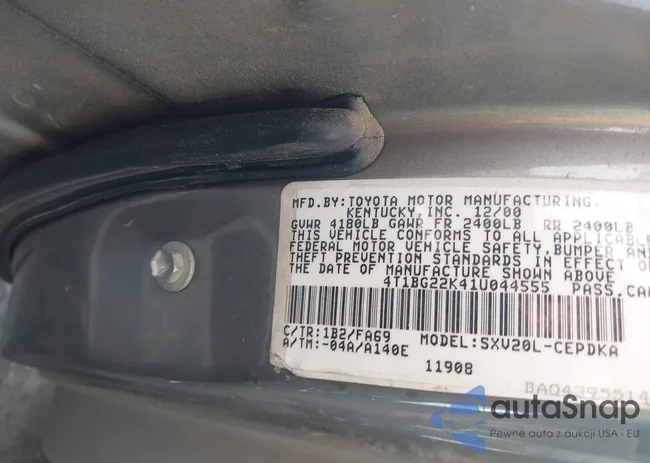 MFD.BY:TOYOTA MOTOR MANUFACTURING,
KENTUCKY,INC. 12/00
GVWR 4180LB GAWR FR 2400LB RR 2400LB
THIS VEHICLE CONFORMS TO ALL APPLICABLE
FEDERAL MOTOR VEHICLE SAFETY,BUMPER,AND
THEFT PREVENTION STANDARDS IN EFFECT ON
THE DATE OF MANUFACTURE SHOWN ABOVE
4T1BG22K41U044555 PASS.CAR
C/TR:1B2/FA69 MODEL:SXV20L-CEPDKA
A/TM:-04A/A140E
11908
BA04395514
autoSnap
Pewne auta z aukcji USA i EU